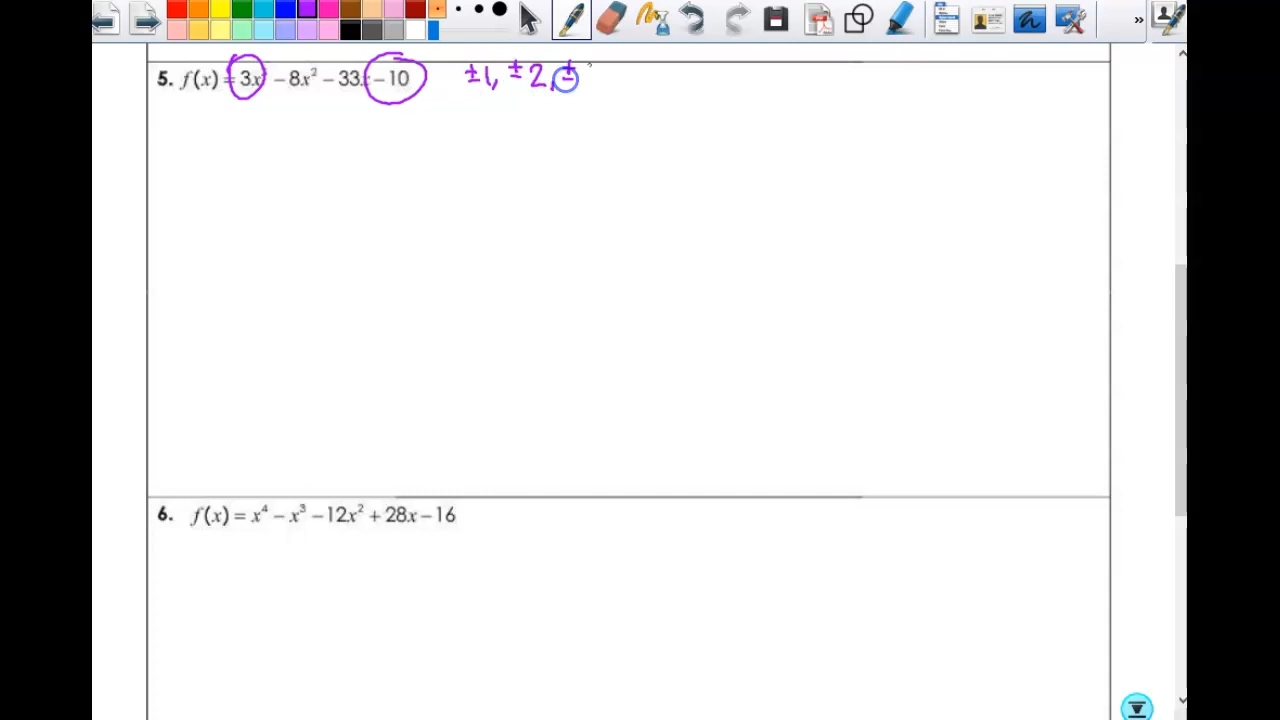 5. f(x) = 3x³ − 8x² − 33x − 10 ±1, ±2, ±
6. f(x) = x⁴ − x³ − 12x² + 28x − 16